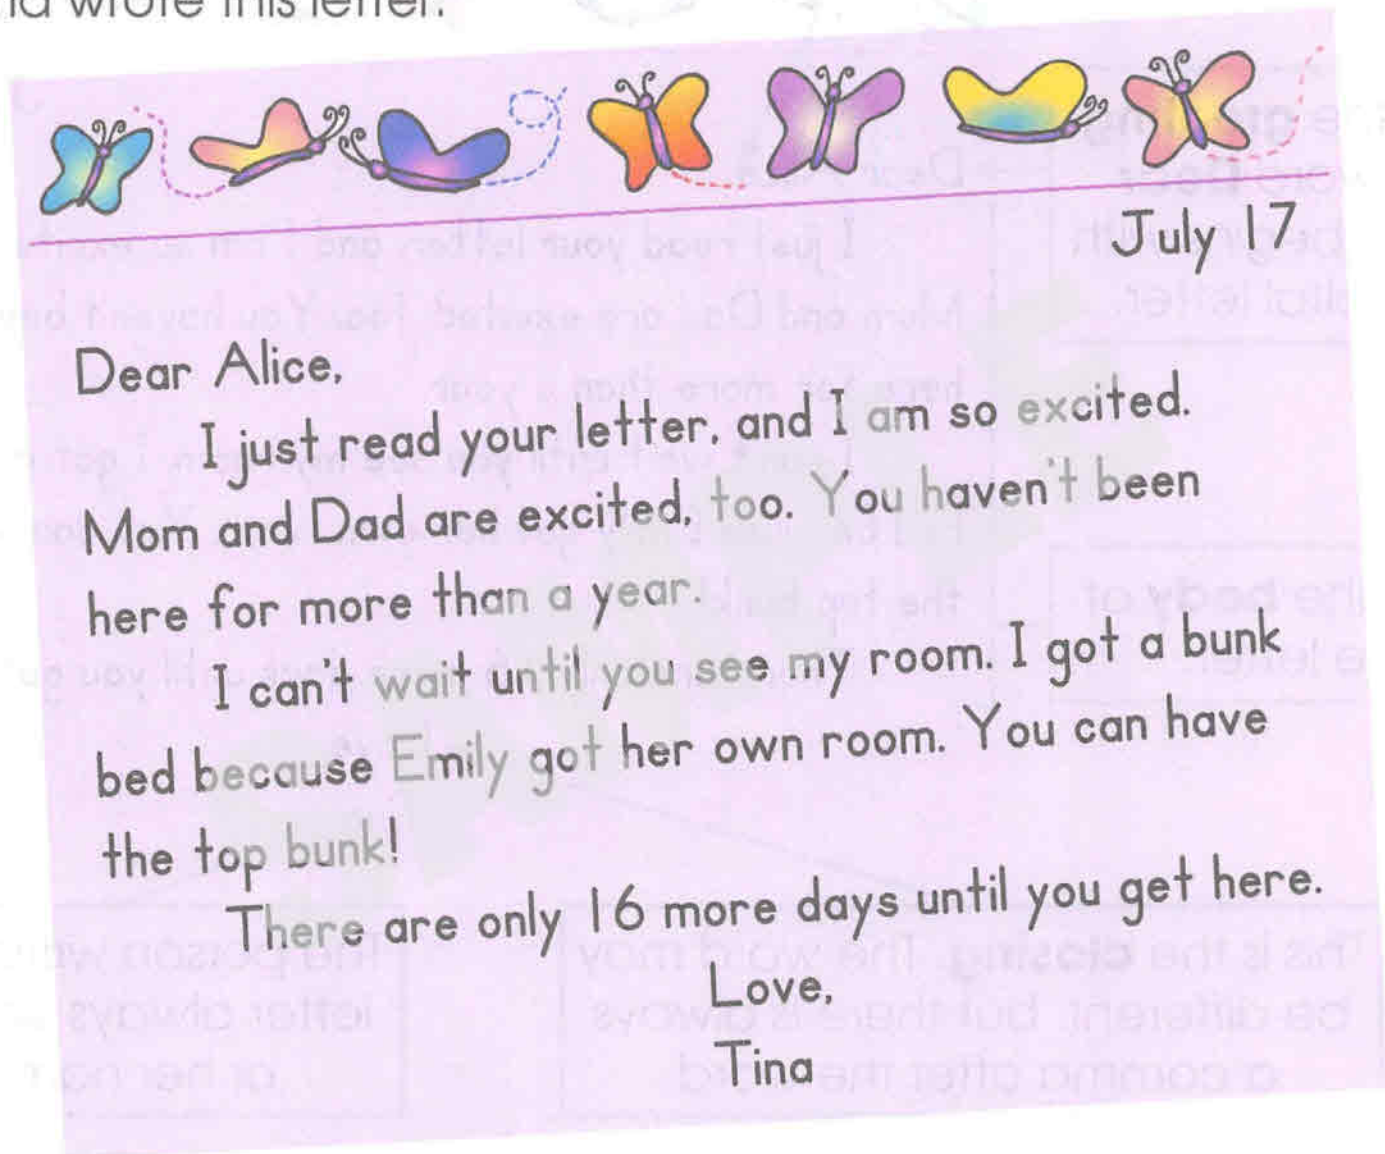 wrote this letter.
July 17
Dear Alice,
I just read your letter, and I am so excited.
Mom and Dad are excited, too. You haven't been
here for more than a year.
I can't wait until you see my room. I got a bunk
bed because Emily got her own room. You can have
the top bunk!
There are only 16 more days until you get here.
Love,
Tina